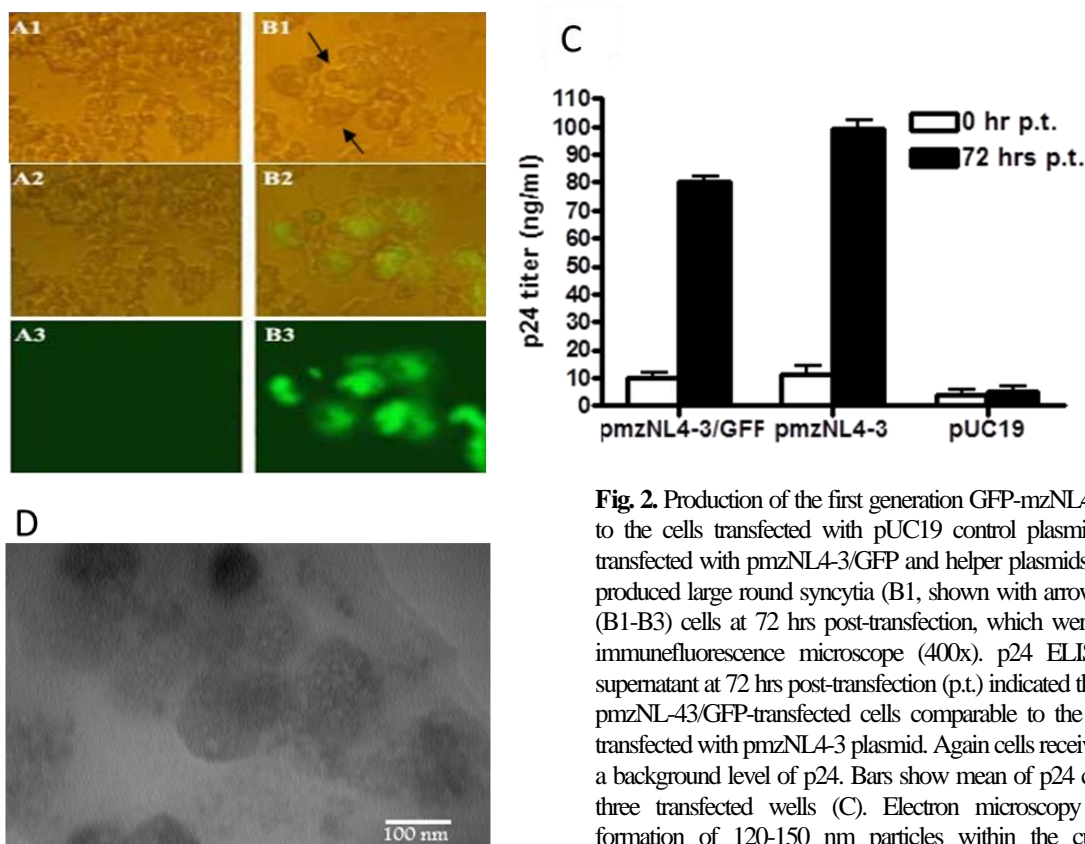 A1
B1
A2
B2
A3
B3
C
110
100
90
80
70
60
50
40
30
20
10
0
p24 titer (ng/ml)
0 hr p.t.
72 hrs p.t.
pmzNL4-3/GFF
pmzNL4-3
pUC19
D
100 nm
Fig. 2. Production of the first generation GFP-mzNL4
to the cells transfected with pUC19 control plasmi
transfected with pmzNL4-3/GFP and helper plasmids
produced large round syncytia (B1, shown with arrow
(B1-B3) cells at 72 hrs post-transfection, which wer
immunefluorescence microscope (400x). p24 ELIS
supernatant at 72 hrs post-transfection (p.t.) indicated th
pmzNL-43/GFP-transfected cells comparable to the
transfected with pmzNL4-3 plasmid. Again cells receiv
a background level of p24. Bars show mean of p24 c
three transfected wells (C). Electron microscopy
formation of 120-150 nm particles within the